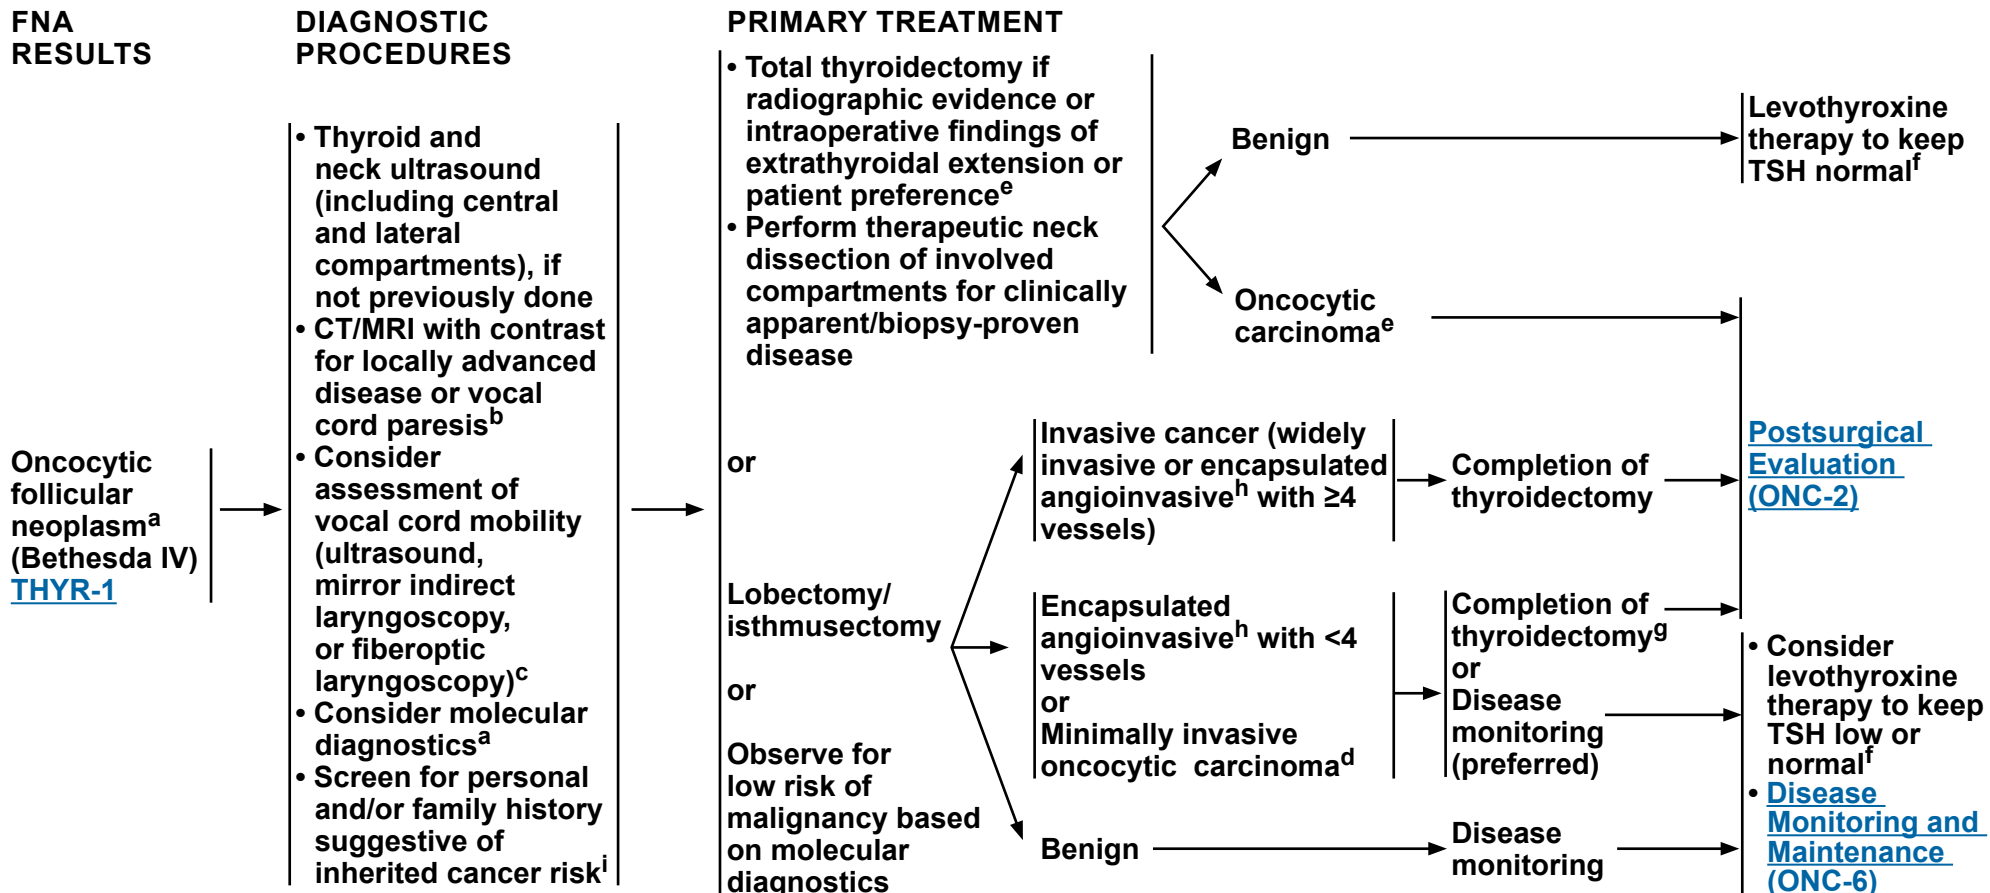 FNA
RESULTS
DIAGNOSTIC
PROCEDURES
PRIMARY TREATMENT
Oncocytic
follicular
neoplasmᵃ
(Bethesda IV)
THYR-1
• Thyroid and
neck ultrasound
(including central
and lateral
compartments), if
not previously done
• CT/MRI with contrast
for locally advanced
disease or vocal
cord paresisᵇ
• Consider
assessment of
vocal cord mobility
(ultrasound,
mirror indirect
laryngoscopy,
or fiberoptic
laryngoscopy)ᶜ
• Consider molecular
diagnosticsᵃ
• Screen for personal
and/or family history
suggestive of
inherited cancer riskⁱ
• Total thyroidectomy if
radiographic evidence or
intraoperative findings of
extrathyroidal extension or
patient preferenceᵉ
• Perform therapeutic neck
dissection of involved
compartments for clinically
apparent/biopsy-proven
disease
or
Lobectomy/
isthmusectomy
or
Observe for
low risk of
malignancy based
on molecular
diagnostics
Benign
Levothyroxine
therapy to keep
TSH normalᶠ
Oncocytic
carcinomaᵉ
Invasive cancer (widely
invasive or encapsulated
angioinvasiveʰ with ≥4
vessels)
Completion of
thyroidectomy
Postsurgical
Evaluation
(ONC-2)
Encapsulated
angioinvasiveʰ with <4
vessels
or
Minimally invasive
oncocytic carcinomaᵈ
Completion of
thyroidectomyᵍ
or
Disease
monitoring
(preferred)
Benign
Disease
monitoring
• Consider
levothyroxine
therapy to keep
TSH low or
normalᶠ
• Disease
Monitoring and
Maintenance
(ONC-6)